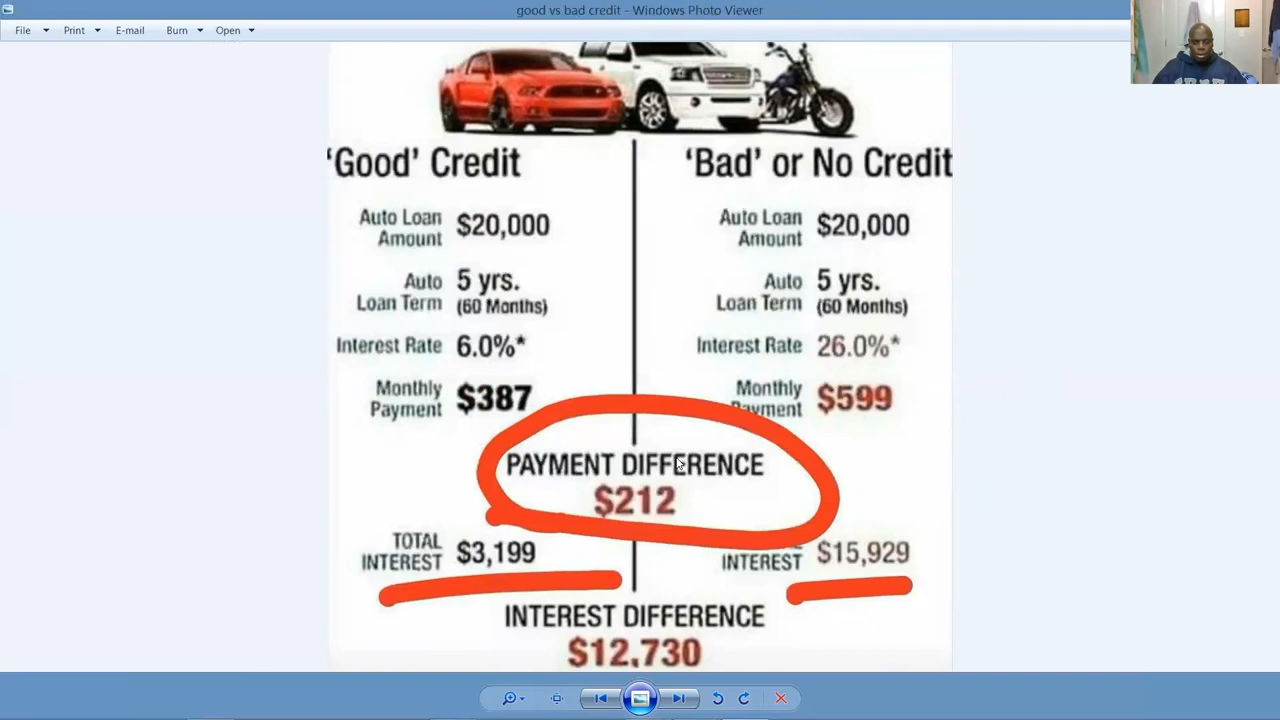 good vs bad credit - Windows Photo Viewer
File Print E-mail Burn Open
'Good' Credit
Auto Loan Amount $20,000
Auto Loan Term 5 yrs. (60 Months)
Interest Rate 6.0%*
Monthly Payment $387
'Bad' or No Credit
Auto Loan Amount $20,000
Auto Loan Term 5 yrs. (60 Months)
Interest Rate 26.0%*
Monthly Payment $599
PAYMENT DIFFERENCE
$212
TOTAL INTEREST $3,199
INTEREST $15,929
INTEREST DIFFERENCE
$12,730